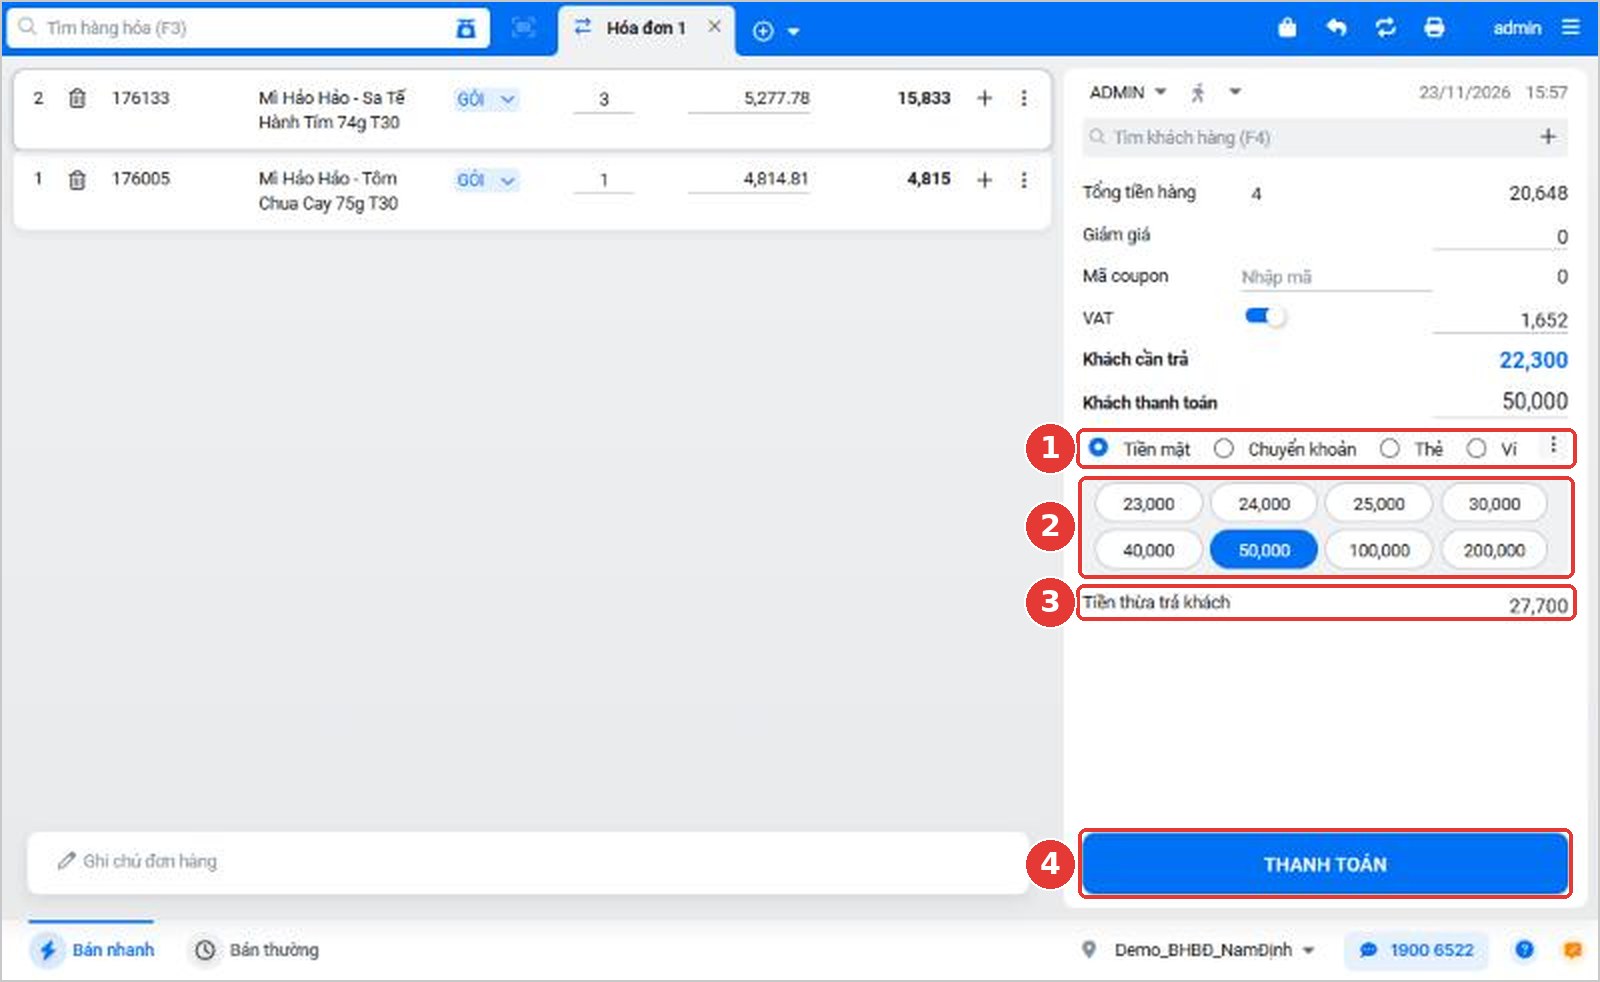 Tìm hàng hóa (F3)
Hóa đơn 1
admin
2 176133 Mì Hảo Hảo - Sa Tế Hành Tím 74g T30 GÓI 3 5,277.78 15,833
1 176005 Mì Hảo Hảo - Tôm Chua Cay 75g T30 GÓI 1 4,814.81 4,815
Ghi chú đơn hàng
ADMIN 23/11/2026 15:57
Tìm khách hàng (F4)
Tổng tiền hàng 4 20,648
Giảm giá 0
Mã coupon Nhập mã 0
VAT 1,652
Khách cần trả 22,300
Khách thanh toán 50,000
1 Tiền mặt Chuyển khoản Thẻ Ví
2
23,000 24,000 25,000 30,000
40,000 50,000 100,000 200,000
3 Tiền thừa trả khách 27,700
4 THANH TOÁN
Bán nhanh Bán thường Demo_BHBĐ_NamĐịnh 1900 6522